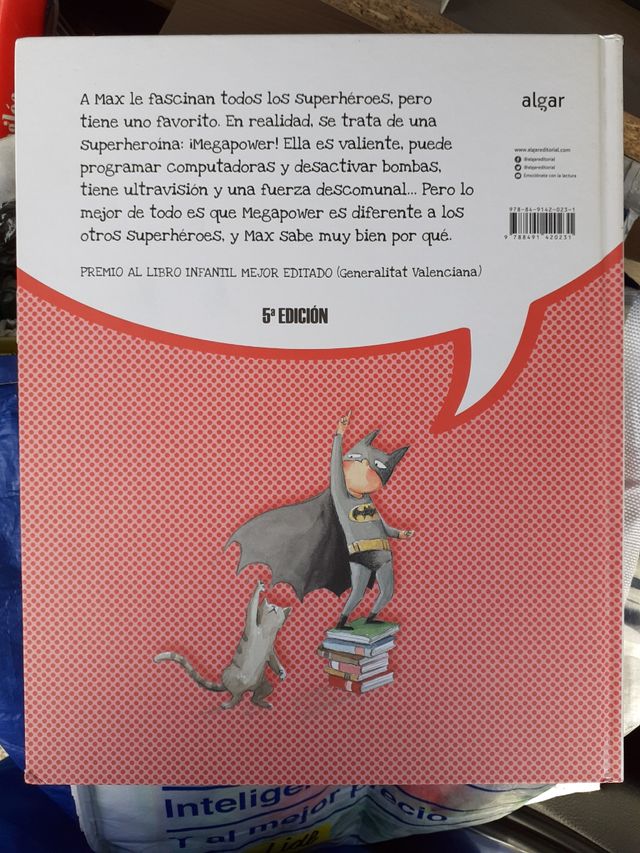 A Max le fascinan todos los superhéroes, pero
tiene uno favorito. En realidad, se trata de una
superheroína: ¡Megapower! Ella es valiente, puede
programar computadoras y desactivar bombas,
tiene ultravisión y una fuerza descomunal... Pero lo
mejor de todo es que Megapower es diferente a los
otros superhéroes, y Max sabe muy bien por qué.
PREMIO AL LIBRO INFANTIL MEJOR EDITADO (Generalitat Valenciana)
5ª EDICIÓN
algar
www.algareditorial.com
@algareditorial
@algareditorial
Emociónate con la lectura
978-84-9142-023-1
9 788491 420231
Y al mejor precio